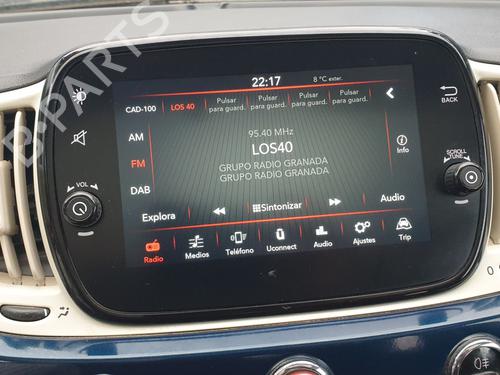 B-PARTS
22:17
8 °C exter.
CAD-100
LOS 40
Pulsar para guard.
Pulsar para guard.
Pulsar para guard.
Pulsar para guard.
BACK
AM
FM
DAB
95.40 MHz
LOS40
GRUPO RADIO GRANADA
GRUPO RADIO GRANADA
i
Info
SCROLL
TUNE
VOL
Explora
Sintonizar
Audio
Radio
Medios
Teléfono
Uconnect
Audio
Ajustes
Trip
0